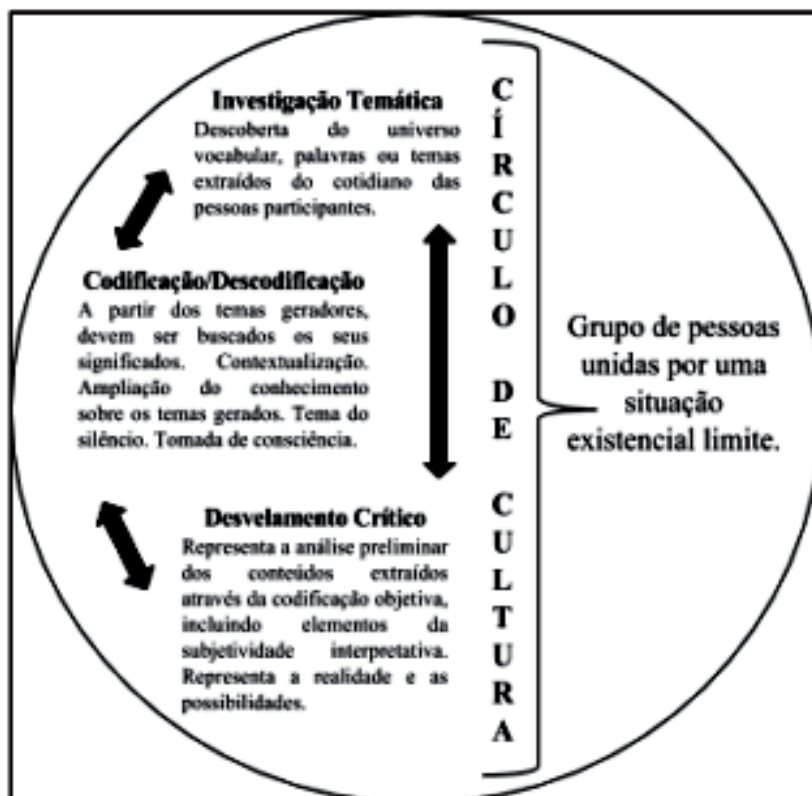 Investigação Temática
Descoberta do universo
vocabular, palavras ou temas
extraídos do cotidiano das
pessoas participantes.
Codificação/Descodificação
A partir dos temas geradores,
devem ser buscados os seus
significados. Contextualização.
Ampliação do conhecimento
sobre os temas gerados. Tema do
silêncio. Tomada de consciência.
Desvelamento Crítico
Representa a análise preliminar
dos conteúdos extraídos
através da codificação objetiva,
incluindo elementos da
subjetividade interpretativa.
Representa a realidade e as
possibilidades.
CÍRCULO DE CULTURA
Grupo de pessoas
unidas por uma
situação
existencial limite.